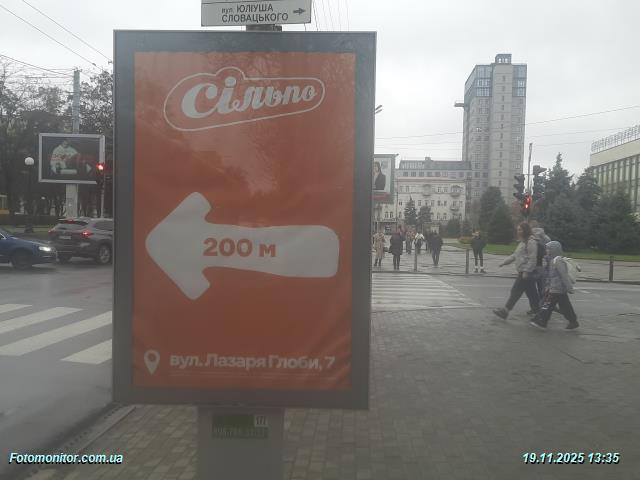 вул. ЮЛІУША
СЛОВАЦЬКОГО
Сільпо
200 м
вул. Лазаря Глоби, 7
Fotomonitor.com.ua
19.11.2025 13:35